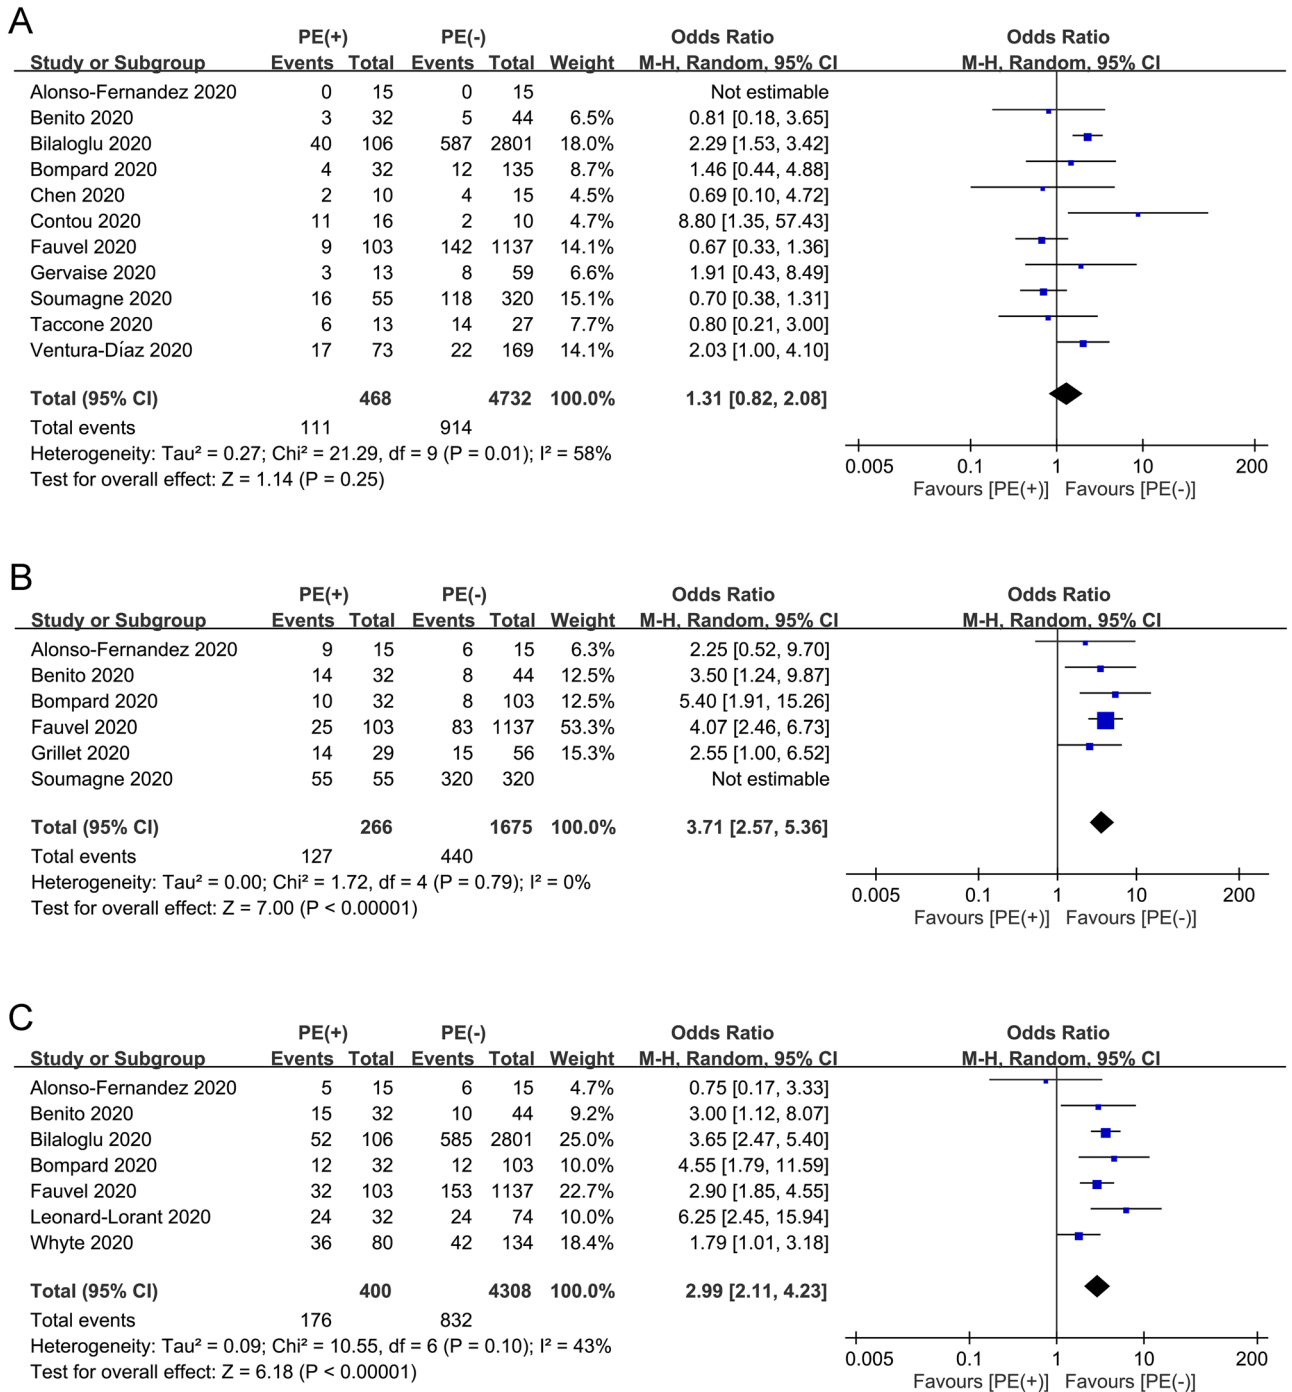 A
PE(+) PE(-) Odds Ratio Odds Ratio
Study or Subgroup Events Total Events Total Weight M-H, Random, 95% CI M-H, Random, 95% CI
Alonso-Fernandez 2020 0 15 0 15 Not estimable
Benito 2020 3 32 5 44 6.5% 0.81 [0.18, 3.65]
Bilaloglu 2020 40 106 587 2801 18.0% 2.29 [1.53, 3.42]
Bompard 2020 4 32 12 135 8.7% 1.46 [0.44, 4.88]
Chen 2020 2 10 4 15 4.5% 0.69 [0.10, 4.72]
Contou 2020 11 16 2 10 4.7% 8.80 [1.35, 57.43]
Fauvel 2020 9 103 142 1137 14.1% 0.67 [0.33, 1.36]
Gervaise 2020 3 13 8 59 6.6% 1.91 [0.43, 8.49]
Soumagne 2020 16 55 118 320 15.1% 0.70 [0.38, 1.31]
Taccone 2020 6 13 14 27 7.7% 0.80 [0.21, 3.00]
Ventura-Díaz 2020 17 73 22 169 14.1% 2.03 [1.00, 4.10]
Total (95% CI) 468 4732 100.0% 1.31 [0.82, 2.08]
Total events 111 914
Heterogeneity: Tau² = 0.27; Chi² = 21.29, df = 9 (P = 0.01); I² = 58%
Test for overall effect: Z = 1.14 (P = 0.25)
0.005 0.1 1 10 200
Favours [PE(+)] Favours [PE(-)]
B
PE(+) PE(-) Odds Ratio Odds Ratio
Study or Subgroup Events Total Events Total Weight M-H, Random, 95% CI M-H, Random, 95% CI
Alonso-Fernandez 2020 9 15 6 15 6.3% 2.25 [0.52, 9.70]
Benito 2020 14 32 8 44 12.5% 3.50 [1.24, 9.87]
Bompard 2020 10 32 8 103 12.5% 5.40 [1.91, 15.26]
Fauvel 2020 25 103 83 1137 53.3% 4.07 [2.46, 6.73]
Grillet 2020 14 29 15 56 15.3% 2.55 [1.00, 6.52]
Soumagne 2020 55 55 320 320 Not estimable
Total (95% CI) 266 1675 100.0% 3.71 [2.57, 5.36]
Total events 127 440
Heterogeneity: Tau² = 0.00; Chi² = 1.72, df = 4 (P = 0.79); I² = 0%
Test for overall effect: Z = 7.00 (P < 0.00001)
0.005 0.1 1 10 200
Favours [PE(+)] Favours [PE(-)]
C
PE(+) PE(-) Odds Ratio Odds Ratio
Study or Subgroup Events Total Events Total Weight M-H, Random, 95% CI M-H, Random, 95% CI
Alonso-Fernandez 2020 5 15 6 15 4.7% 0.75 [0.17, 3.33]
Benito 2020 15 32 10 44 9.2% 3.00 [1.12, 8.07]
Bilaloglu 2020 52 106 585 2801 25.0% 3.65 [2.47, 5.40]
Bompard 2020 12 32 12 103 10.0% 4.55 [1.79, 11.59]
Fauvel 2020 32 103 153 1137 22.7% 2.90 [1.85, 4.55]
Leonard-Lorant 2020 24 32 24 74 10.0% 6.25 [2.45, 15.94]
Whyte 2020 36 80 42 134 18.4% 1.79 [1.01, 3.18]
Total (95% CI) 400 4308 100.0% 2.99 [2.11, 4.23]
Total events 176 832
Heterogeneity: Tau² = 0.09; Chi² = 10.55, df = 6 (P = 0.10); I² = 43%
Test for overall effect: Z = 6.18 (P < 0.00001)
0.005 0.1 1 10 200
Favours [PE(+)] Favours [PE(-)]